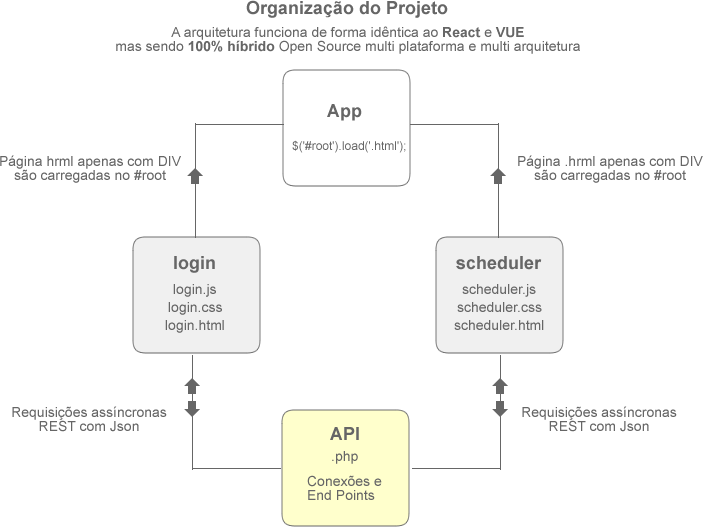 Organização do Projeto
A arquitetura funciona de forma idêntica ao React e VUE
mas sendo 100% híbrido Open Source multi plataforma e multi arquitetura
App
$('#root').load('.html');
Página hrml apenas com DIV
são carregadas no #root
Página .hrml apenas com DIV
são carregadas no #root
login
login.js
login.css
login.html
scheduler
scheduler.js
scheduler.css
scheduler.html
Requisições assíncronas
REST com Json
Requisições assíncronas
REST com Json
API
.php
Conexões e
End Points